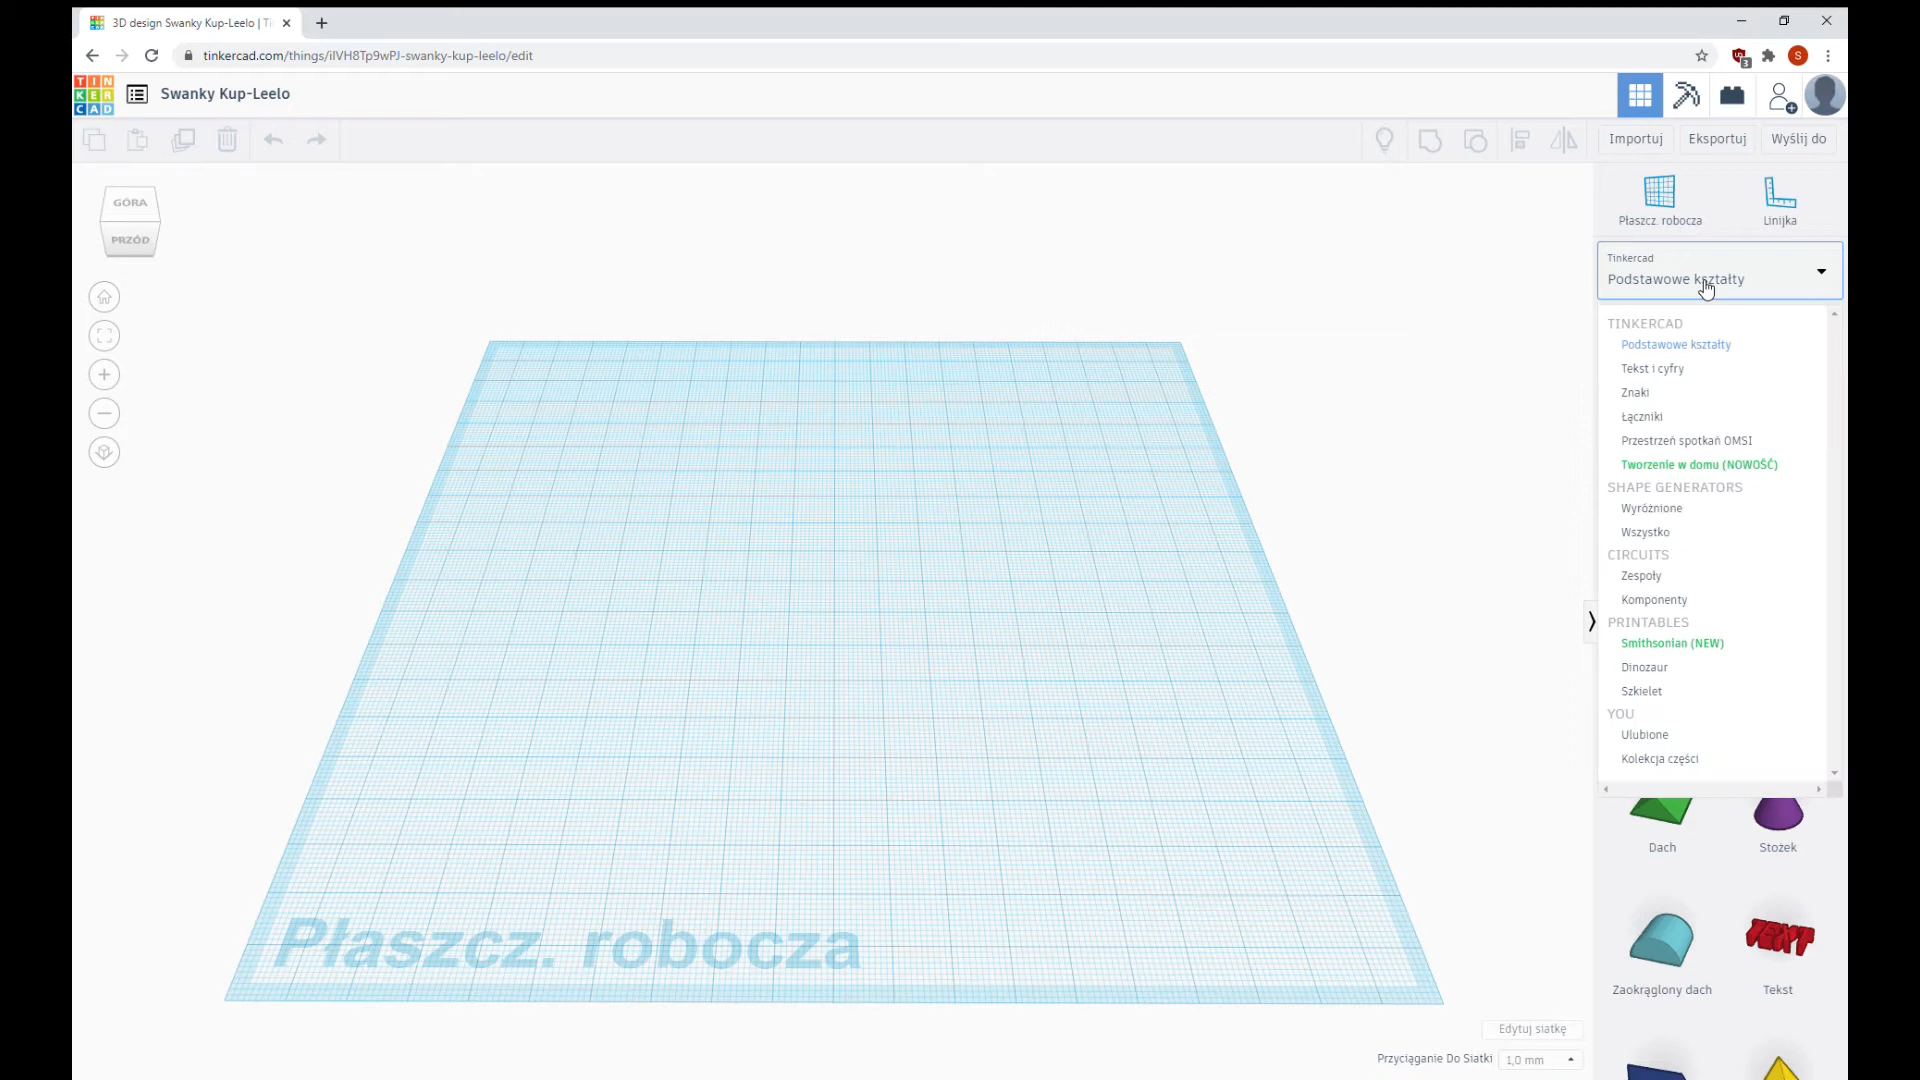 3D design Swanky Kup-Leelo | Ti
tinkercad.com/things/ilVH8Tp9wPJ-swanky-kup-leelo/edit
S
3
TIN
KER
CAD
Swanky Kup-Leelo
Importuj
Eksportuj
Wyślij do
GÓRA
PRZÓD
Płaszcz. robocza
Linijka
Tinkercad
Podstawowe kształty
TINKERCAD
Podstawowe kształty
Tekst i cyfry
Znaki
Łączniki
Przestrzeń spotkań OMSI
Tworzenie w domu (NOWOŚĆ)
SHAPE GENERATORS
Wyróżnione
Wszystko
CIRCUITS
Zespoły
Komponenty
PRINTABLES
Smithsonian (NEW)
Dinozaur
Szkielet
YOU
Ulubione
Kolekcja części
Dach
Stożek
TEXT
Zaokrąglony dach
Tekst
Płaszcz. robocza
Edytuj siatkę
Przyciąganie Do Siatki
1,0 mm